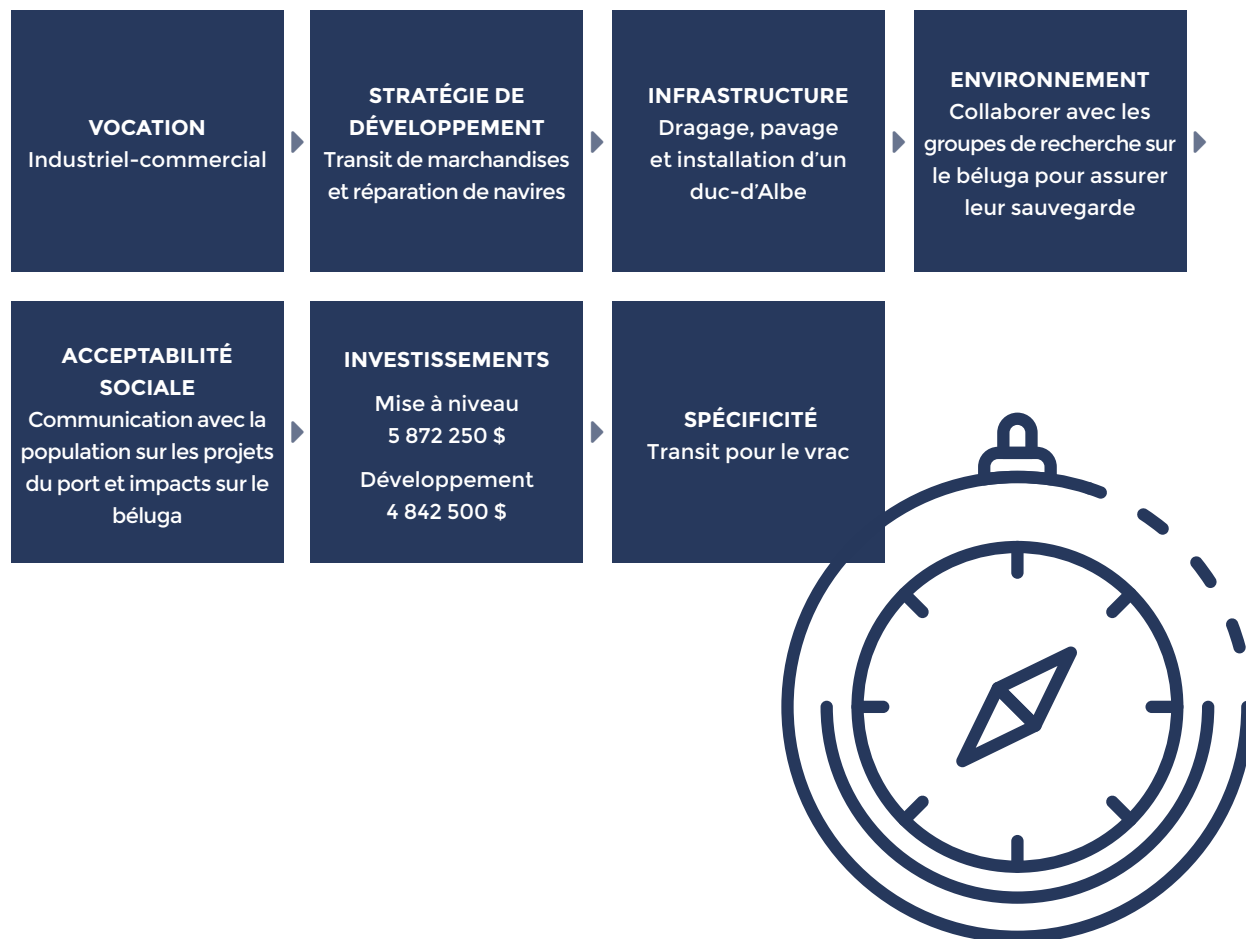 VOCATION
Industriel-commercial
STRATÉGIE DE
DÉVELOPPEMENT
Transit de marchandises
et réparation de navires
INFRASTRUCTURE
Dragage, pavage
et installation d’un
duc-d’Albe
ENVIRONNEMENT
Collaborer avec les
groupes de recherche sur
le béluga pour assurer
leur sauvegarde
ACCEPTABILITÉ
SOCIALE
Communication avec la
population sur les projets
du port et impacts sur le
béluga
INVESTISSEMENTS
Mise à niveau
5 872 250 $
Développement
4 842 500 $
SPÉCIFICITÉ
Transit pour le vrac